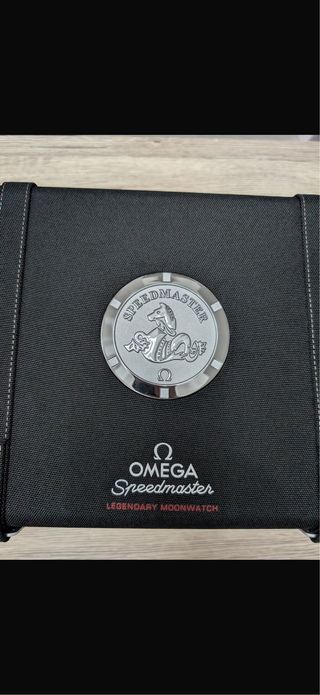 SPEEDMASTER
Ω
Ω
OMEGA
Speedmaster
LEGENDARY MOONWATCH